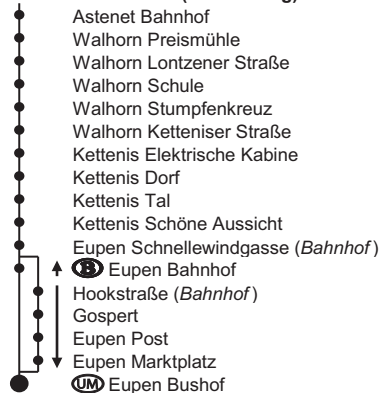 Astenet Bahnhof
Walhorn Preismühle
Walhorn Lontzener Straße
Walhorn Schule
Walhorn Stumpfenkreuz
Walhorn Ketteniser Straße
Kettenis Elektrische Kabine
Kettenis Dorf
Kettenis Tal
Kettenis Schöne Aussicht
Eupen Schnellewindgasse (Bahnhof)
B Eupen Bahnhof
Hookstraße (Bahnhof)
Gospert
Eupen Post
Eupen Marktplatz
UM Eupen Bushof